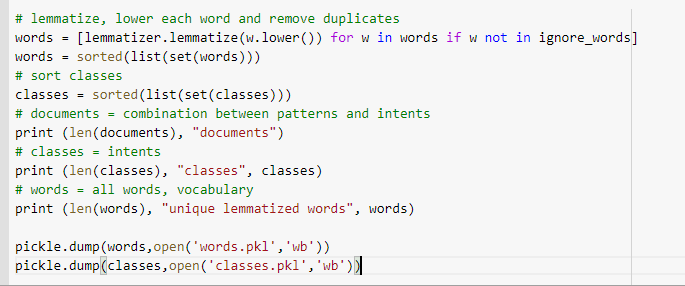 # lemmatize, lower each word and remove duplicates
words = [lemmatizer.lemmatize(w.lower()) for w in words if w not in ignore_words]
words = sorted(list(set(words)))
# sort classes
classes = sorted(list(set(classes)))
# documents = combination between patterns and intents
print (len(documents), "documents")
# classes = intents
print (len(classes), "classes", classes)
# words = all words, vocabulary
print (len(words), "unique lemmatized words", words)

pickle.dump(words,open('words.pkl','wb'))
pickle.dump(classes,open('classes.pkl','wb'))